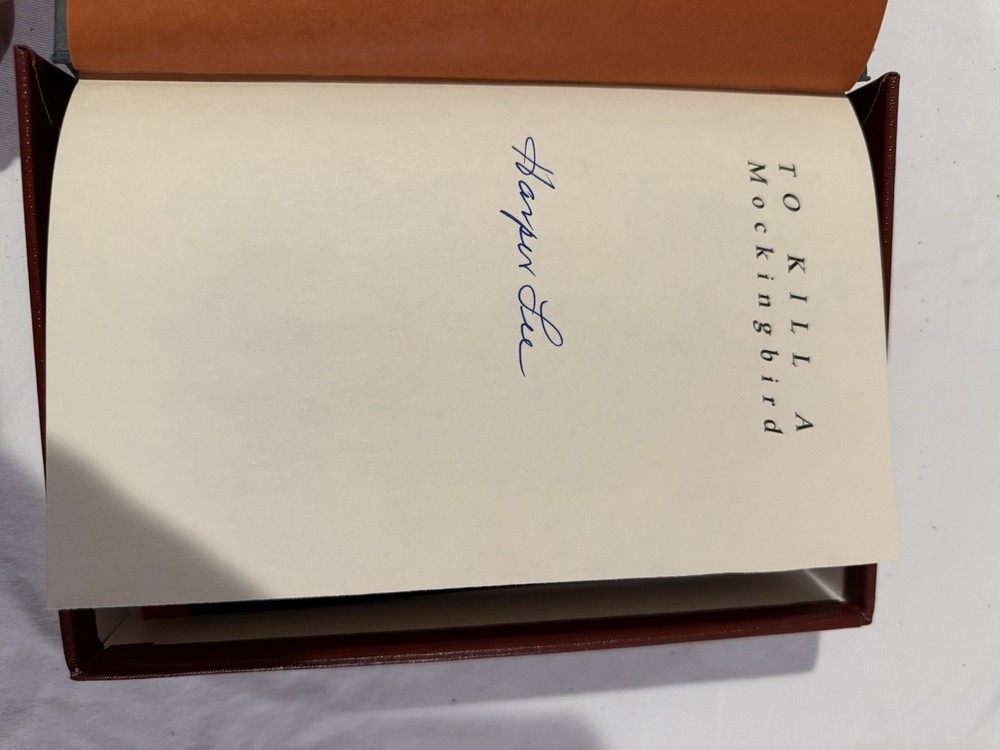 TO KILL A
Mockingbird
Harper Lee